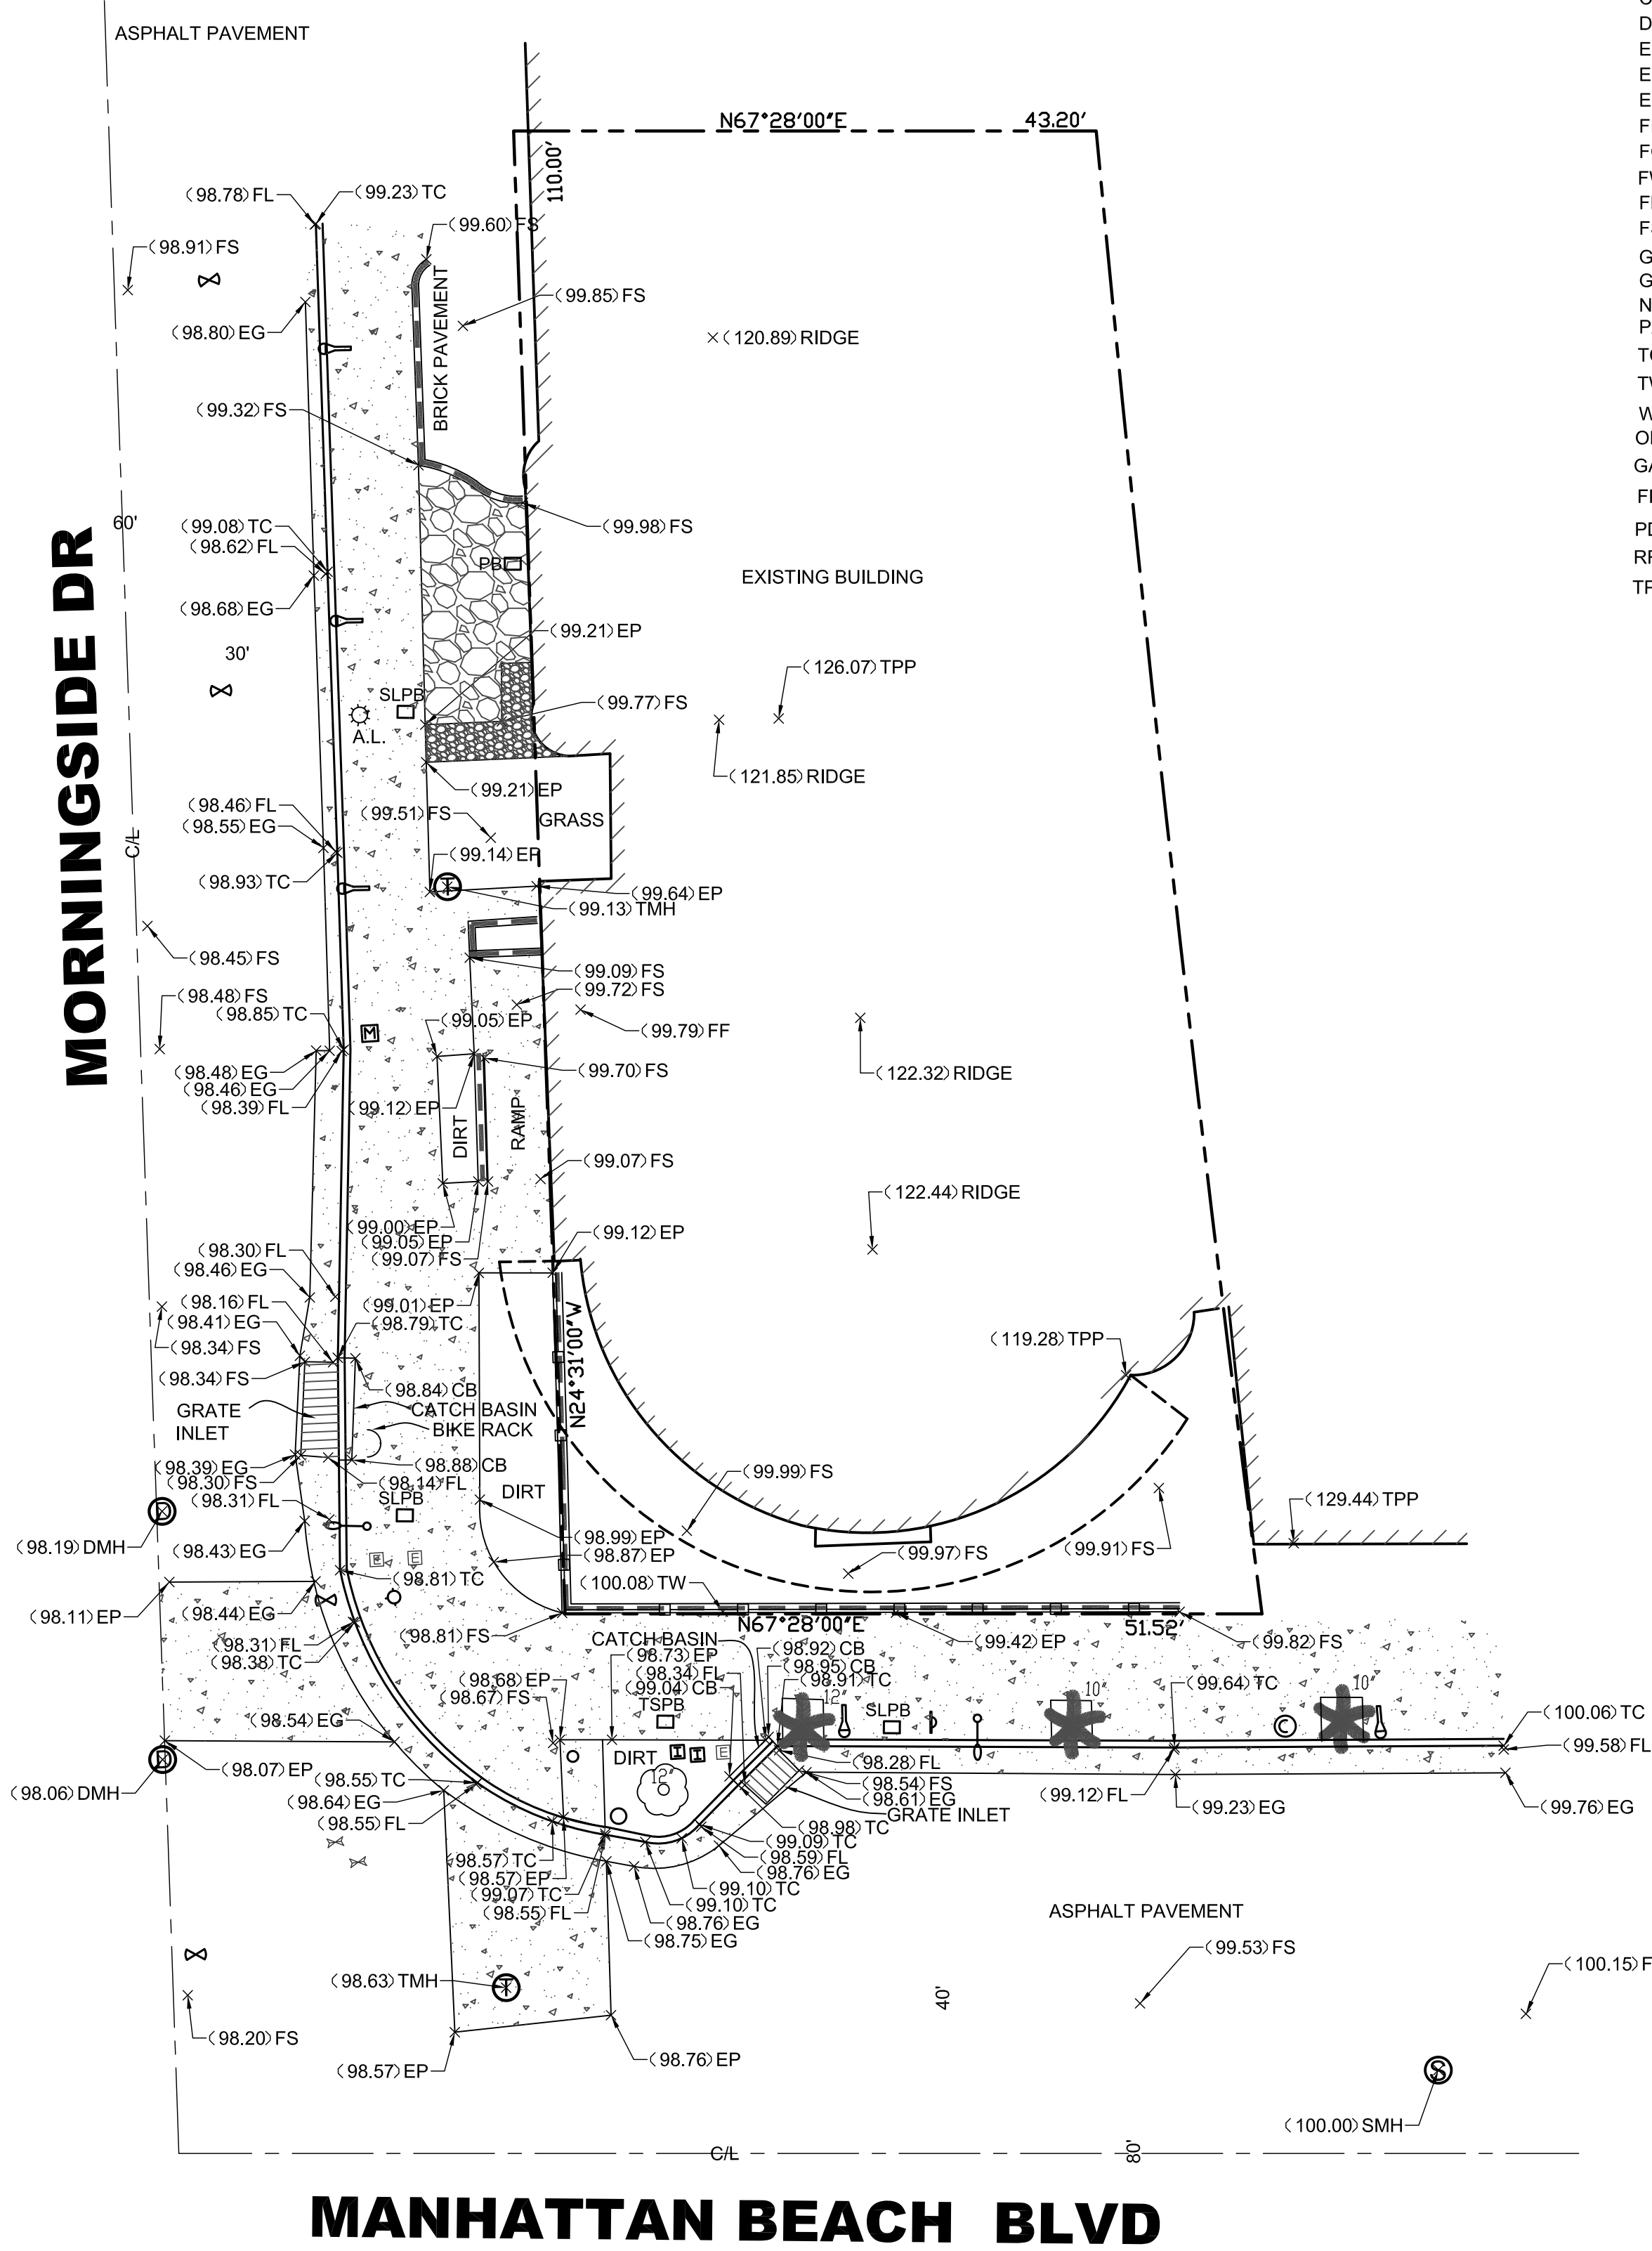 ASPHALT PAVEMENT
N67°28'00"E
43.20'
110.00'
(98.78) FL
(99.23) TC
(99.60) FS
(98.91) FS
(99.85) FS
(98.80) EG
BRICK PAVEMENT
(120.89) RIDGE
(99.32) FS
60'
(99.08) TC
(98.62) FL
(99.98) FS
PB
EXISTING BUILDING
(98.68) EG
(99.21) EP
30'
(126.07) TPP
SLPB
(99.77) FS
A.L.
(121.85) RIDGE
(99.21) EP
(98.46) FL
(98.55) EG
(99.51) FS
GRASS
C/L
(99.14) EP
(98.93) TC
(99.64) EP
(99.13) TMH
T
MORNINGSIDE DR
(98.45) FS
(99.09) FS
(99.72) FS
(98.48) FS
(98.85) TC
(99.05) EP
(99.79) FF
M
(98.48) EG
(98.46) EG
(98.39) FL
(99.70) FS
(122.32) RIDGE
(99.12) EP
DIRT
RAMP
(99.07) FS
(122.44) RIDGE
(99.00) EP
(99.05) EP
(99.07) FS
(99.12) EP
(98.30) FL
(98.46) EG
(98.16) FL
(99.01) EP
(98.41) EG
(98.79) TC
(98.34) FS
(119.28) TPP
(98.34) FS
(98.84) CB
N24°31'00"W
GRATE
INLET
CATCH BASIN
BIKE RACK
(98.39) EG
(98.88) CB
(98.30) FS
(98.14) FL
(99.99) FS
(98.31) FL
SLPB
DIRT
(129.44) TPP
D
(98.19) DMH
(98.43) EG
(98.99) EP
(98.87) EP
(99.97) FS
(99.91) FS
E
(98.81) TC
(100.08) TW
(98.11) EP
(98.44) EG
(98.31) FL
(98.38) TC
(98.81) FS
N67°28'00"E
51.52'
(99.42) EP
(99.82) FS
CATCH BASIN
(98.92) CB
(98.73) EP
(98.95) CB
(98.68) EP
(98.34) FL
(98.91) TC
(98.67) FS
(99.04) CB
(99.64) TC
12"
10"
10"
(98.54) EG
TSPB
SLPB
C
(100.06) TC
(99.58) FL
DIRT
I
I
E
(98.28) FL
D
(98.07) EP
(98.06) DMH
(98.55) TC
12"
(98.54) FS
(98.61) EG
(98.64) EG
GRATE INLET
(99.12) FL
(99.23) EG
(99.76) EG
(98.55) FL
(98.98) TC
(99.09) TC
(98.59) FL
(98.76) EG
(98.57) TC
(98.57) EP
(99.07) TC
(98.55) FL
(99.10) TC
(99.10) TC
(98.76) EG
(98.75) EG
ASPHALT PAVEMENT
(99.53) FS
(98.63) TMH
T
40'
(98.20) FS
(98.57) EP
(98.76) EP
S
(100.00) SMH
C/L
80'
MANHATTAN BEACH BLVD